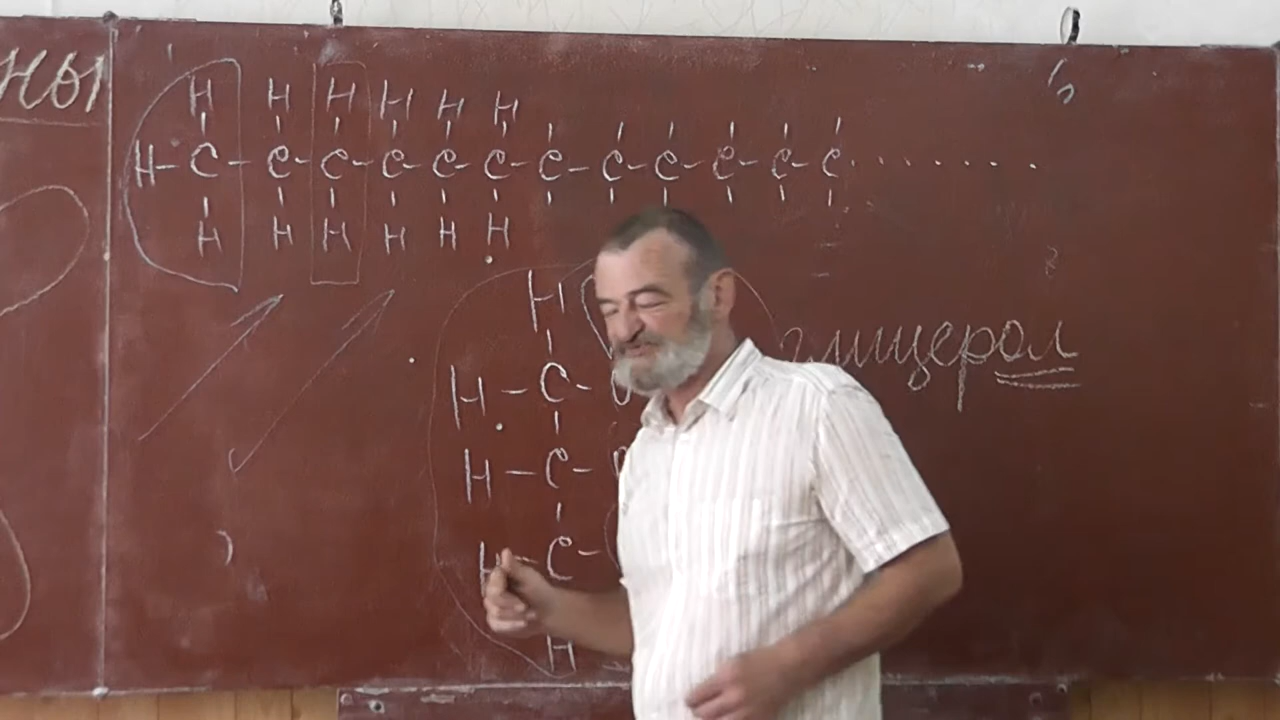 ны
Н Н Н Н Н Н
Н-С-С-С-С-С-С-С-С-С-С-С-С.........
Н Н Н Н Н Н
Н
глицерол
Н-С-
Н-С-
Н-С-
Н